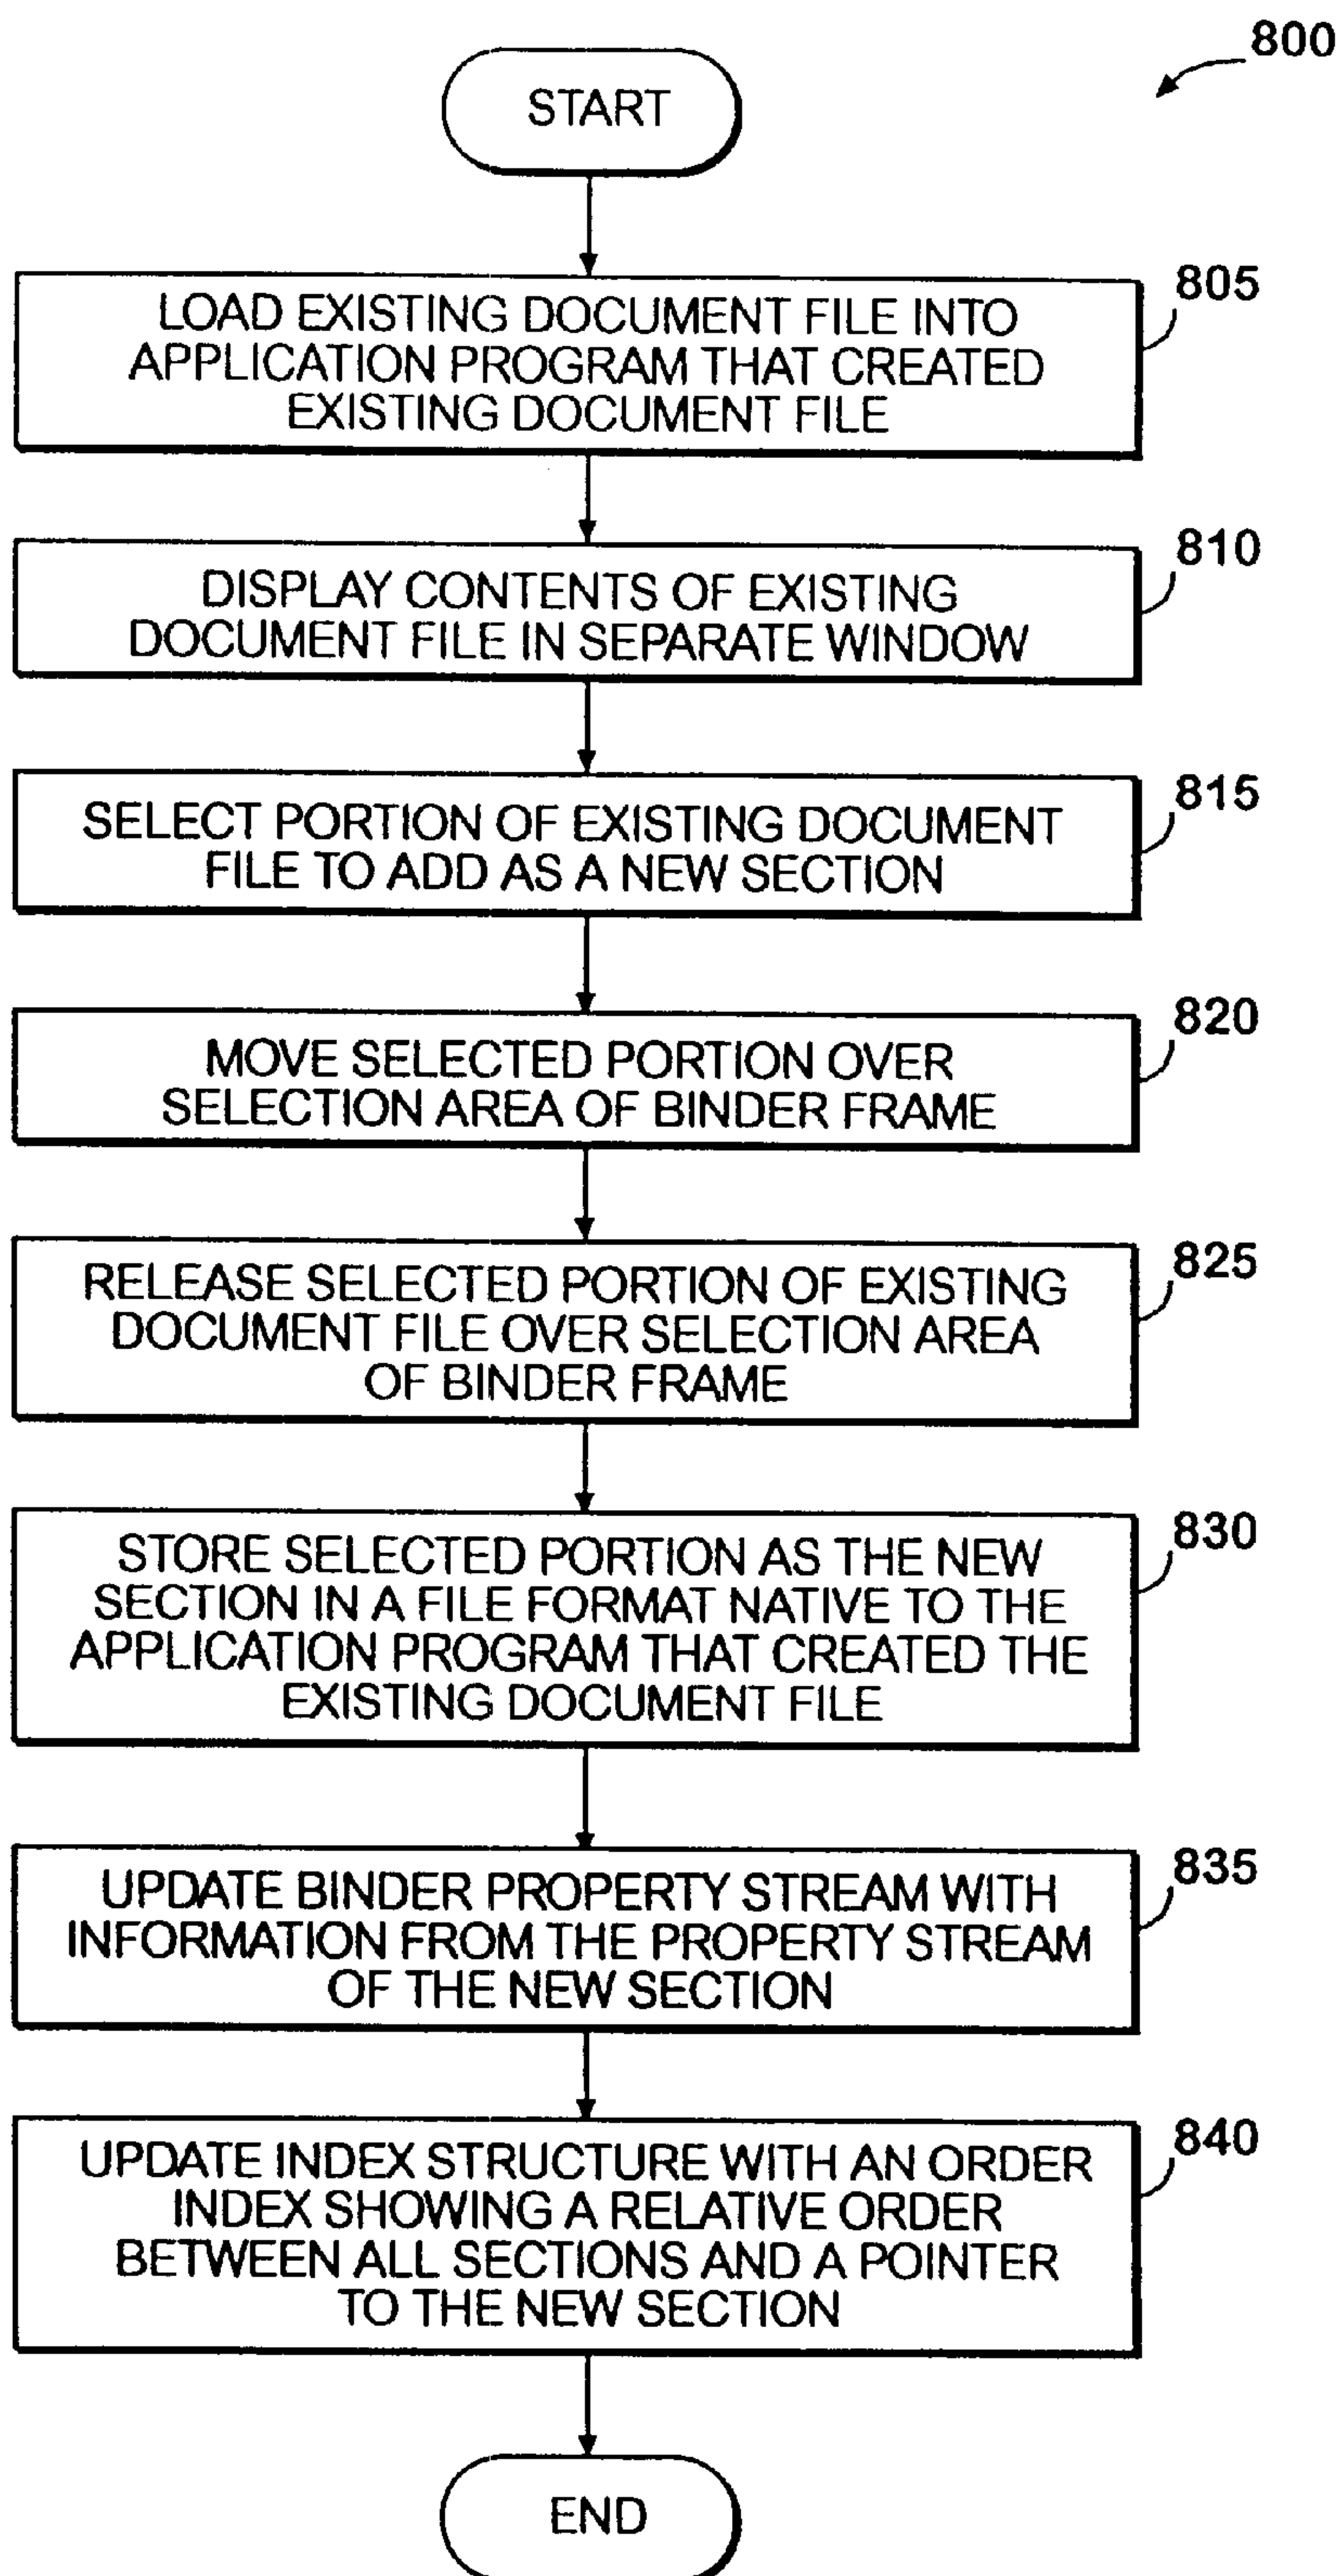 800
START
805
LOAD EXISTING DOCUMENT FILE INTO
APPLICATION PROGRAM THAT CREATED
EXISTING DOCUMENT FILE
810
DISPLAY CONTENTS OF EXISTING
DOCUMENT FILE IN SEPARATE WINDOW
815
SELECT PORTION OF EXISTING DOCUMENT
FILE TO ADD AS A NEW SECTION
820
MOVE SELECTED PORTION OVER
SELECTION AREA OF BINDER FRAME
825
RELEASE SELECTED PORTION OF EXISTING
DOCUMENT FILE OVER SELECTION AREA
OF BINDER FRAME
830
STORE SELECTED PORTION AS THE NEW
SECTION IN A FILE FORMAT NATIVE TO THE
APPLICATION PROGRAM THAT CREATED THE
EXISTING DOCUMENT FILE
835
UPDATE BINDER PROPERTY STREAM WITH
INFORMATION FROM THE PROPERTY STREAM
OF THE NEW SECTION
840
UPDATE INDEX STRUCTURE WITH AN ORDER
INDEX SHOWING A RELATIVE ORDER
BETWEEN ALL SECTIONS AND A POINTER
TO THE NEW SECTION
END